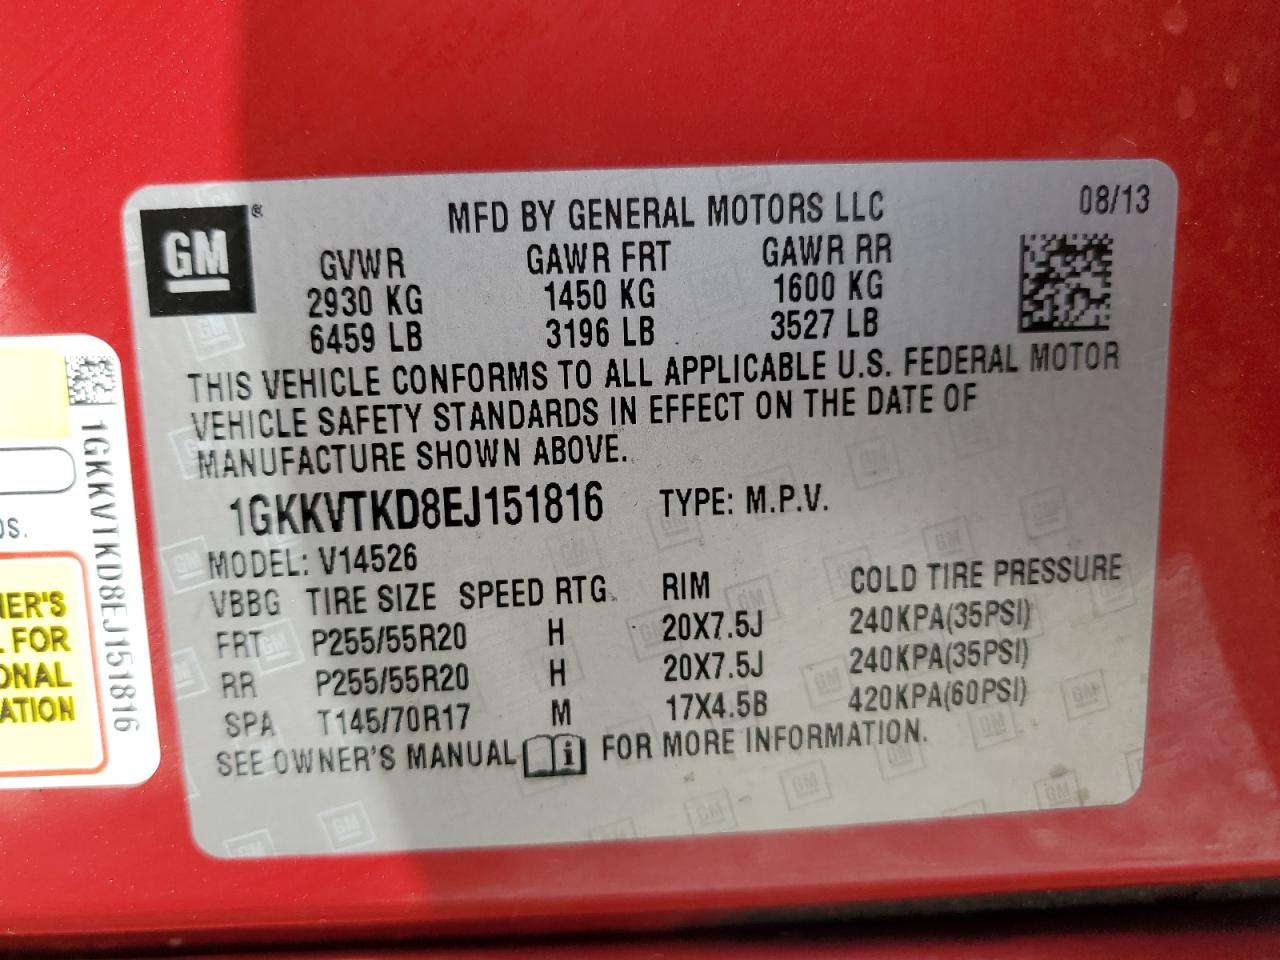 GM ®
MFD BY GENERAL MOTORS LLC 08/13
GVWR GAWR FRT GAWR RR
2930 KG 1450 KG 1600 KG
6459 LB 3196 LB 3527 LB
THIS VEHICLE CONFORMS TO ALL APPLICABLE U.S. FEDERAL MOTOR
VEHICLE SAFETY STANDARDS IN EFFECT ON THE DATE OF
MANUFACTURE SHOWN ABOVE.
1GKKVTKD8EJ151816 TYPE: M.P.V.
MODEL: V14526
VBBG TIRE SIZE SPEED RTG RIM COLD TIRE PRESSURE
FRT P255/55R20 H 20X7.5J 240KPA(35PSI)
RR P255/55R20 H 20X7.5J 240KPA(35PSI)
SPA T145/70R17 M 17X4.5B 420KPA(60PSI)
SEE OWNER'S MANUAL i FOR MORE INFORMATION.
1GKKVTKD8EJ151816
OS.
NER'S
L FOR
ONAL
ATION